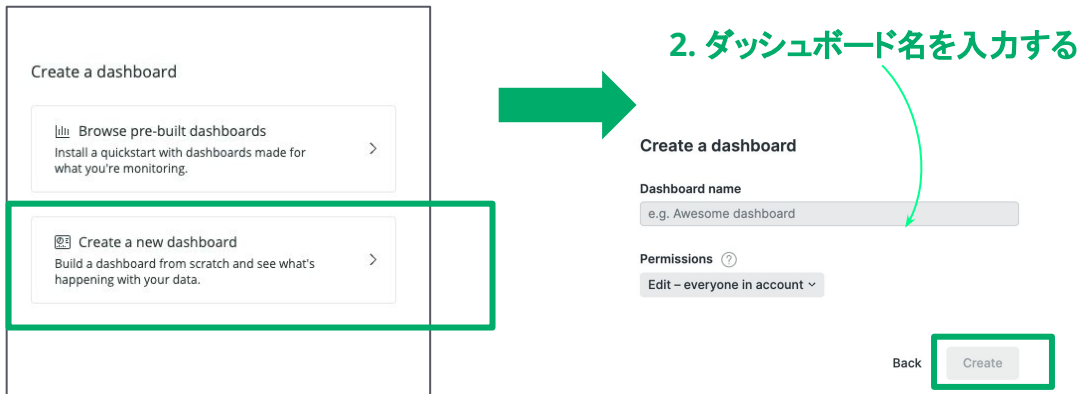 Create a dashboard
Browse pre-built dashboards
Install a quickstart with dashboards made for
what you're monitoring.
Create a new dashboard
Build a dashboard from scratch and see what's
happening with your data.
2. ダッシュボード名を入力する
Create a dashboard
Dashboard name
e.g. Awesome dashboard
Permissions ?
Edit – everyone in account
Back
Create